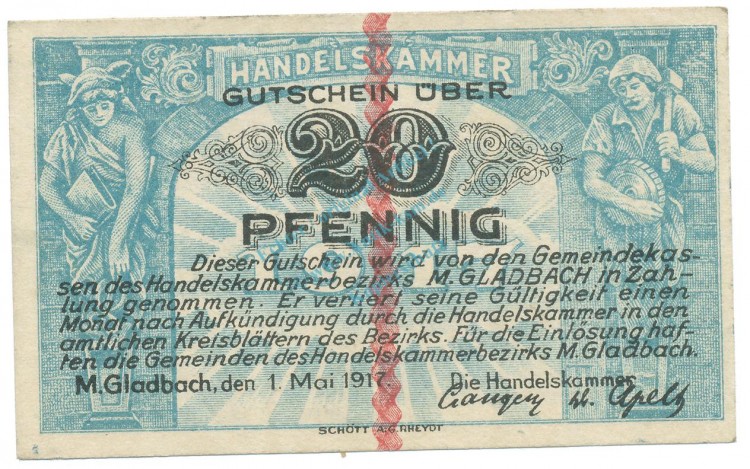 HANDELSKAMMER
GUTSCHEIN ÜBER
20
PFENNIG
Dieser Gutschein wird von den Gemeindekas-
sen des Handelskammerbezirks M. GLADBACH in Zah-
lung genommen. Er verliert seine Gültigkeit einen
Monat nach Aufkündigung durch die Handelskammer in den
amtlichen Kreisblättern des Bezirks. Für die Einlösung haf-
ten die Gemeinden des Handelskammerbezirks M. Gladbach.
M. Gladbach, den 1. Mai 1917. Die Handelskammer
SCHÖTT A.G. RHEYDT